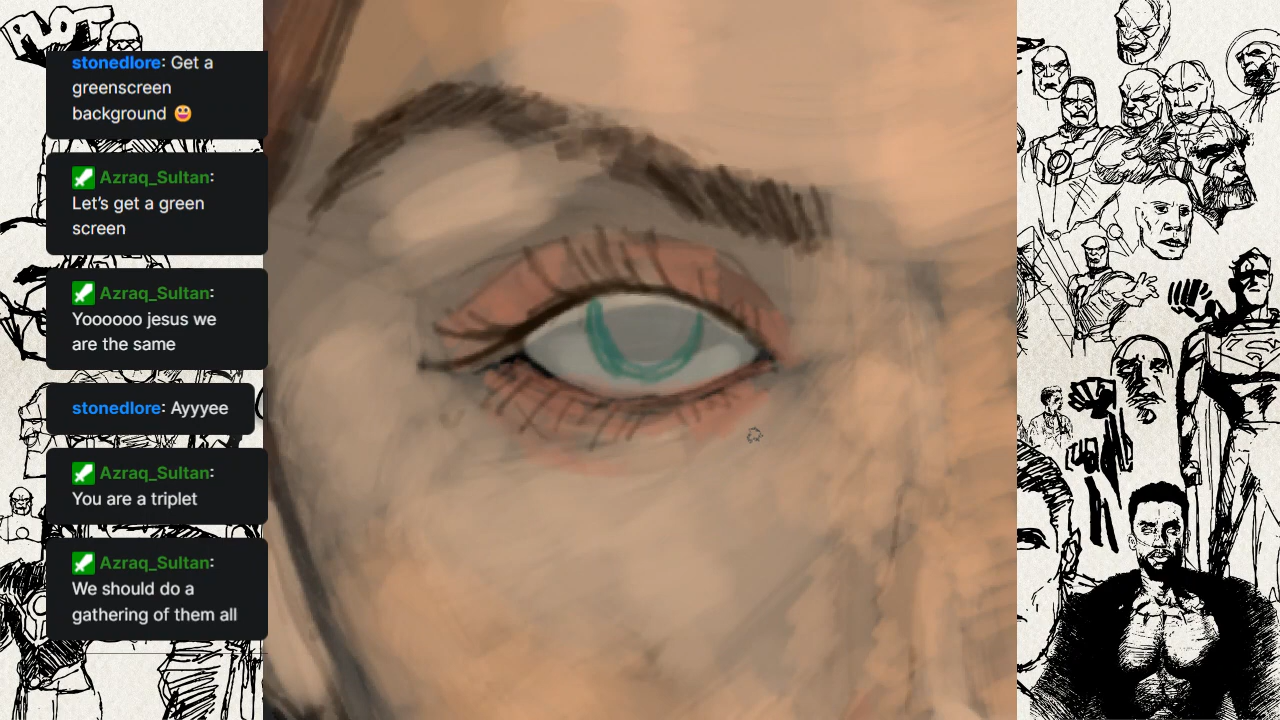 PLOT
stonedlore: Get a
greenscreen
background 😀
Azraq_Sultan:
Let's get a green
screen
Azraq_Sultan:
Yoooooo jesus we
are the same
stonedlore: Ayyyee
Azraq_Sultan:
You are a triplet
Azraq_Sultan:
We should do a
gathering of them all